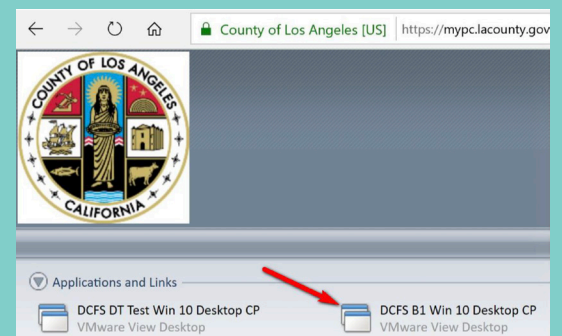 County of Los Angeles [US] https://mypc.lacounty.gov
COUNTY OF LOS ANGELES
CALIFORNIA
Applications and Links
DCFS DT Test Win 10 Desktop CP
VMware View Desktop
DCFS B1 Win 10 Desktop CP
VMware View Desktop